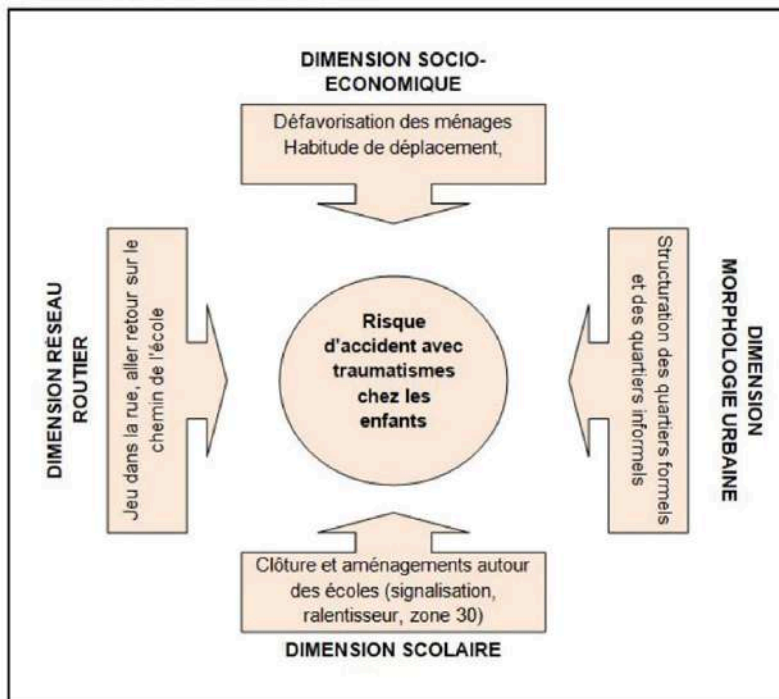 DIMENSION SOCIO-
ECONOMIQUE
Défavorisation des ménages
Habitude de déplacement,
DIMENSION RÉSEAU
ROUTIER
Jeu dans la rue, aller retour sur le
chemin de l'école
Risque
d'accident avec
traumatismes
chez les
enfants
Structuration des quartiers formels
et des quartiers informels
DIMENSION
MORPHOLOGIE URBAINE
Clôture et aménagements autour
des écoles (signalisation,
ralentisseur, zone 30)
DIMENSION SCOLAIRE